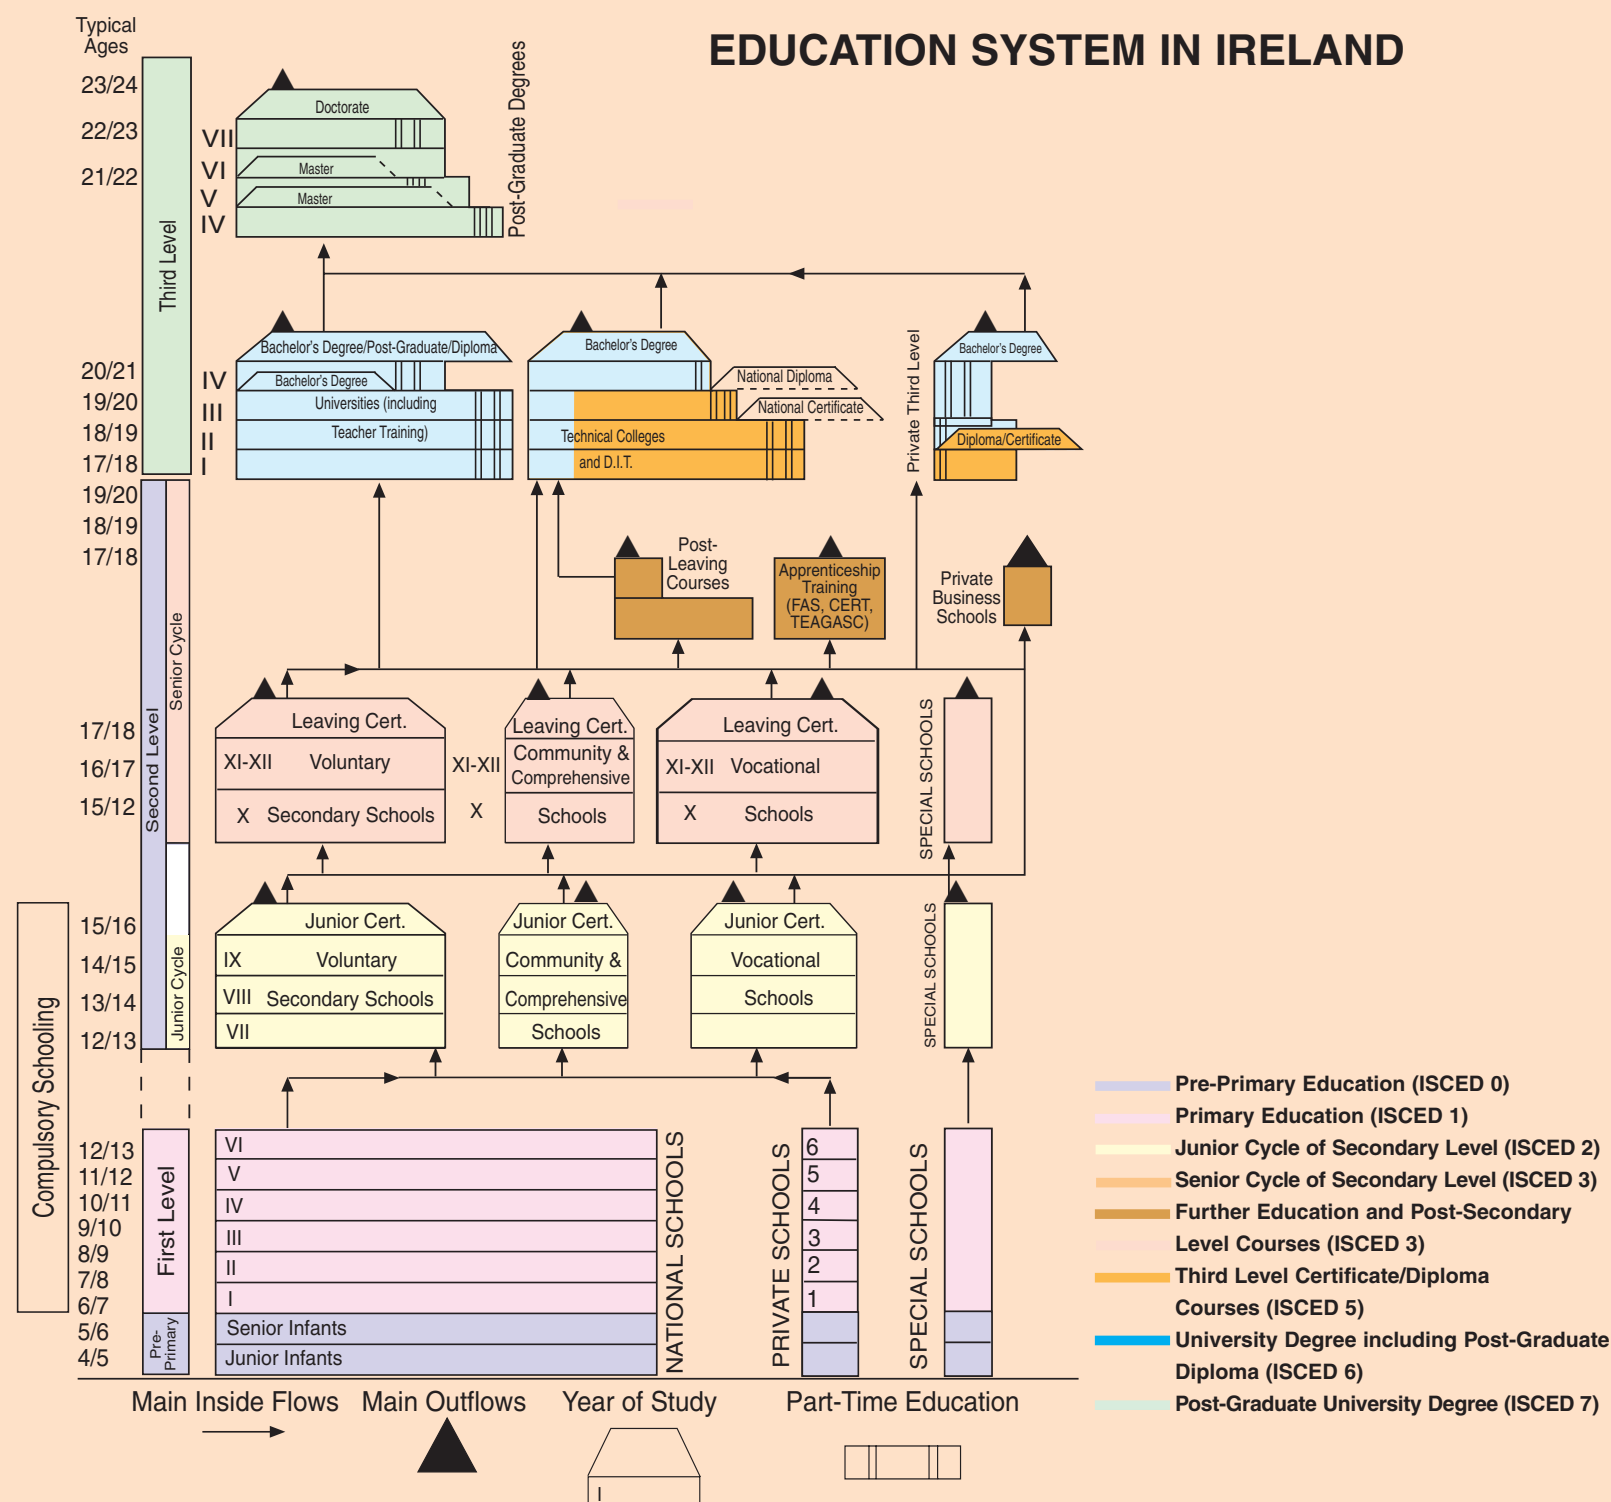 EDUCATION SYSTEM IN IRELAND
Typical
Ages
23/24
22/23
21/22
20/21
19/20
18/19
17/18
19/20
18/19
17/18
17/18
16/17
15/12
15/16
14/15
13/14
12/13
12/13
11/12
10/11
9/10
8/9
7/8
6/7
5/6
4/5
Third Level
Second Level
Senior Cycle
Junior Cycle
Compulsory Schooling
First Level
Pre-
Primary
VII
VI
V
IV
Doctorate
Master
Master
Post-Graduate Degrees
IV
III
II
I
Bachelor's Degree/Post-Graduate/Diploma
Bachelor's Degree
Universities (including
Teacher Training)
Bachelor's Degree
National Diploma
National Certificate
Technical Colleges
and D.I.T.
Private Third Level
Bachelor's Degree
Diploma/Certificate
Post-
Leaving
Courses
Apprenticeship
Training
(FAS, CERT,
TEAGASC)
Private
Business
Schools
Leaving Cert.
XI-XII Voluntary
X Secondary Schools
XI-XII
X
Leaving Cert.
Community &
Comprehensive
Schools
Leaving Cert.
XI-XII Vocational
X Schools
SPECIAL SCHOOLS
Junior Cert.
IX Voluntary
VIII Secondary Schools
VII
Junior Cert.
Community &
Comprehensive
Schools
Junior Cert.
Vocational
Schools
SPECIAL SCHOOLS
VI
V
IV
III
II
I
Senior Infants
Junior Infants
NATIONAL SCHOOLS
PRIVATE SCHOOLS
6
5
4
3
2
1
SPECIAL SCHOOLS
Pre-Primary Education (ISCED 0)
Primary Education (ISCED 1)
Junior Cycle of Secondary Level (ISCED 2)
Senior Cycle of Secondary Level (ISCED 3)
Further Education and Post-Secondary
Level Courses (ISCED 3)
Third Level Certificate/Diploma
Courses (ISCED 5)
University Degree including Post-Graduate
Diploma (ISCED 6)
Post-Graduate University Degree (ISCED 7)
Main Inside Flows
Main Outflows
Year of Study
Part-Time Education
I